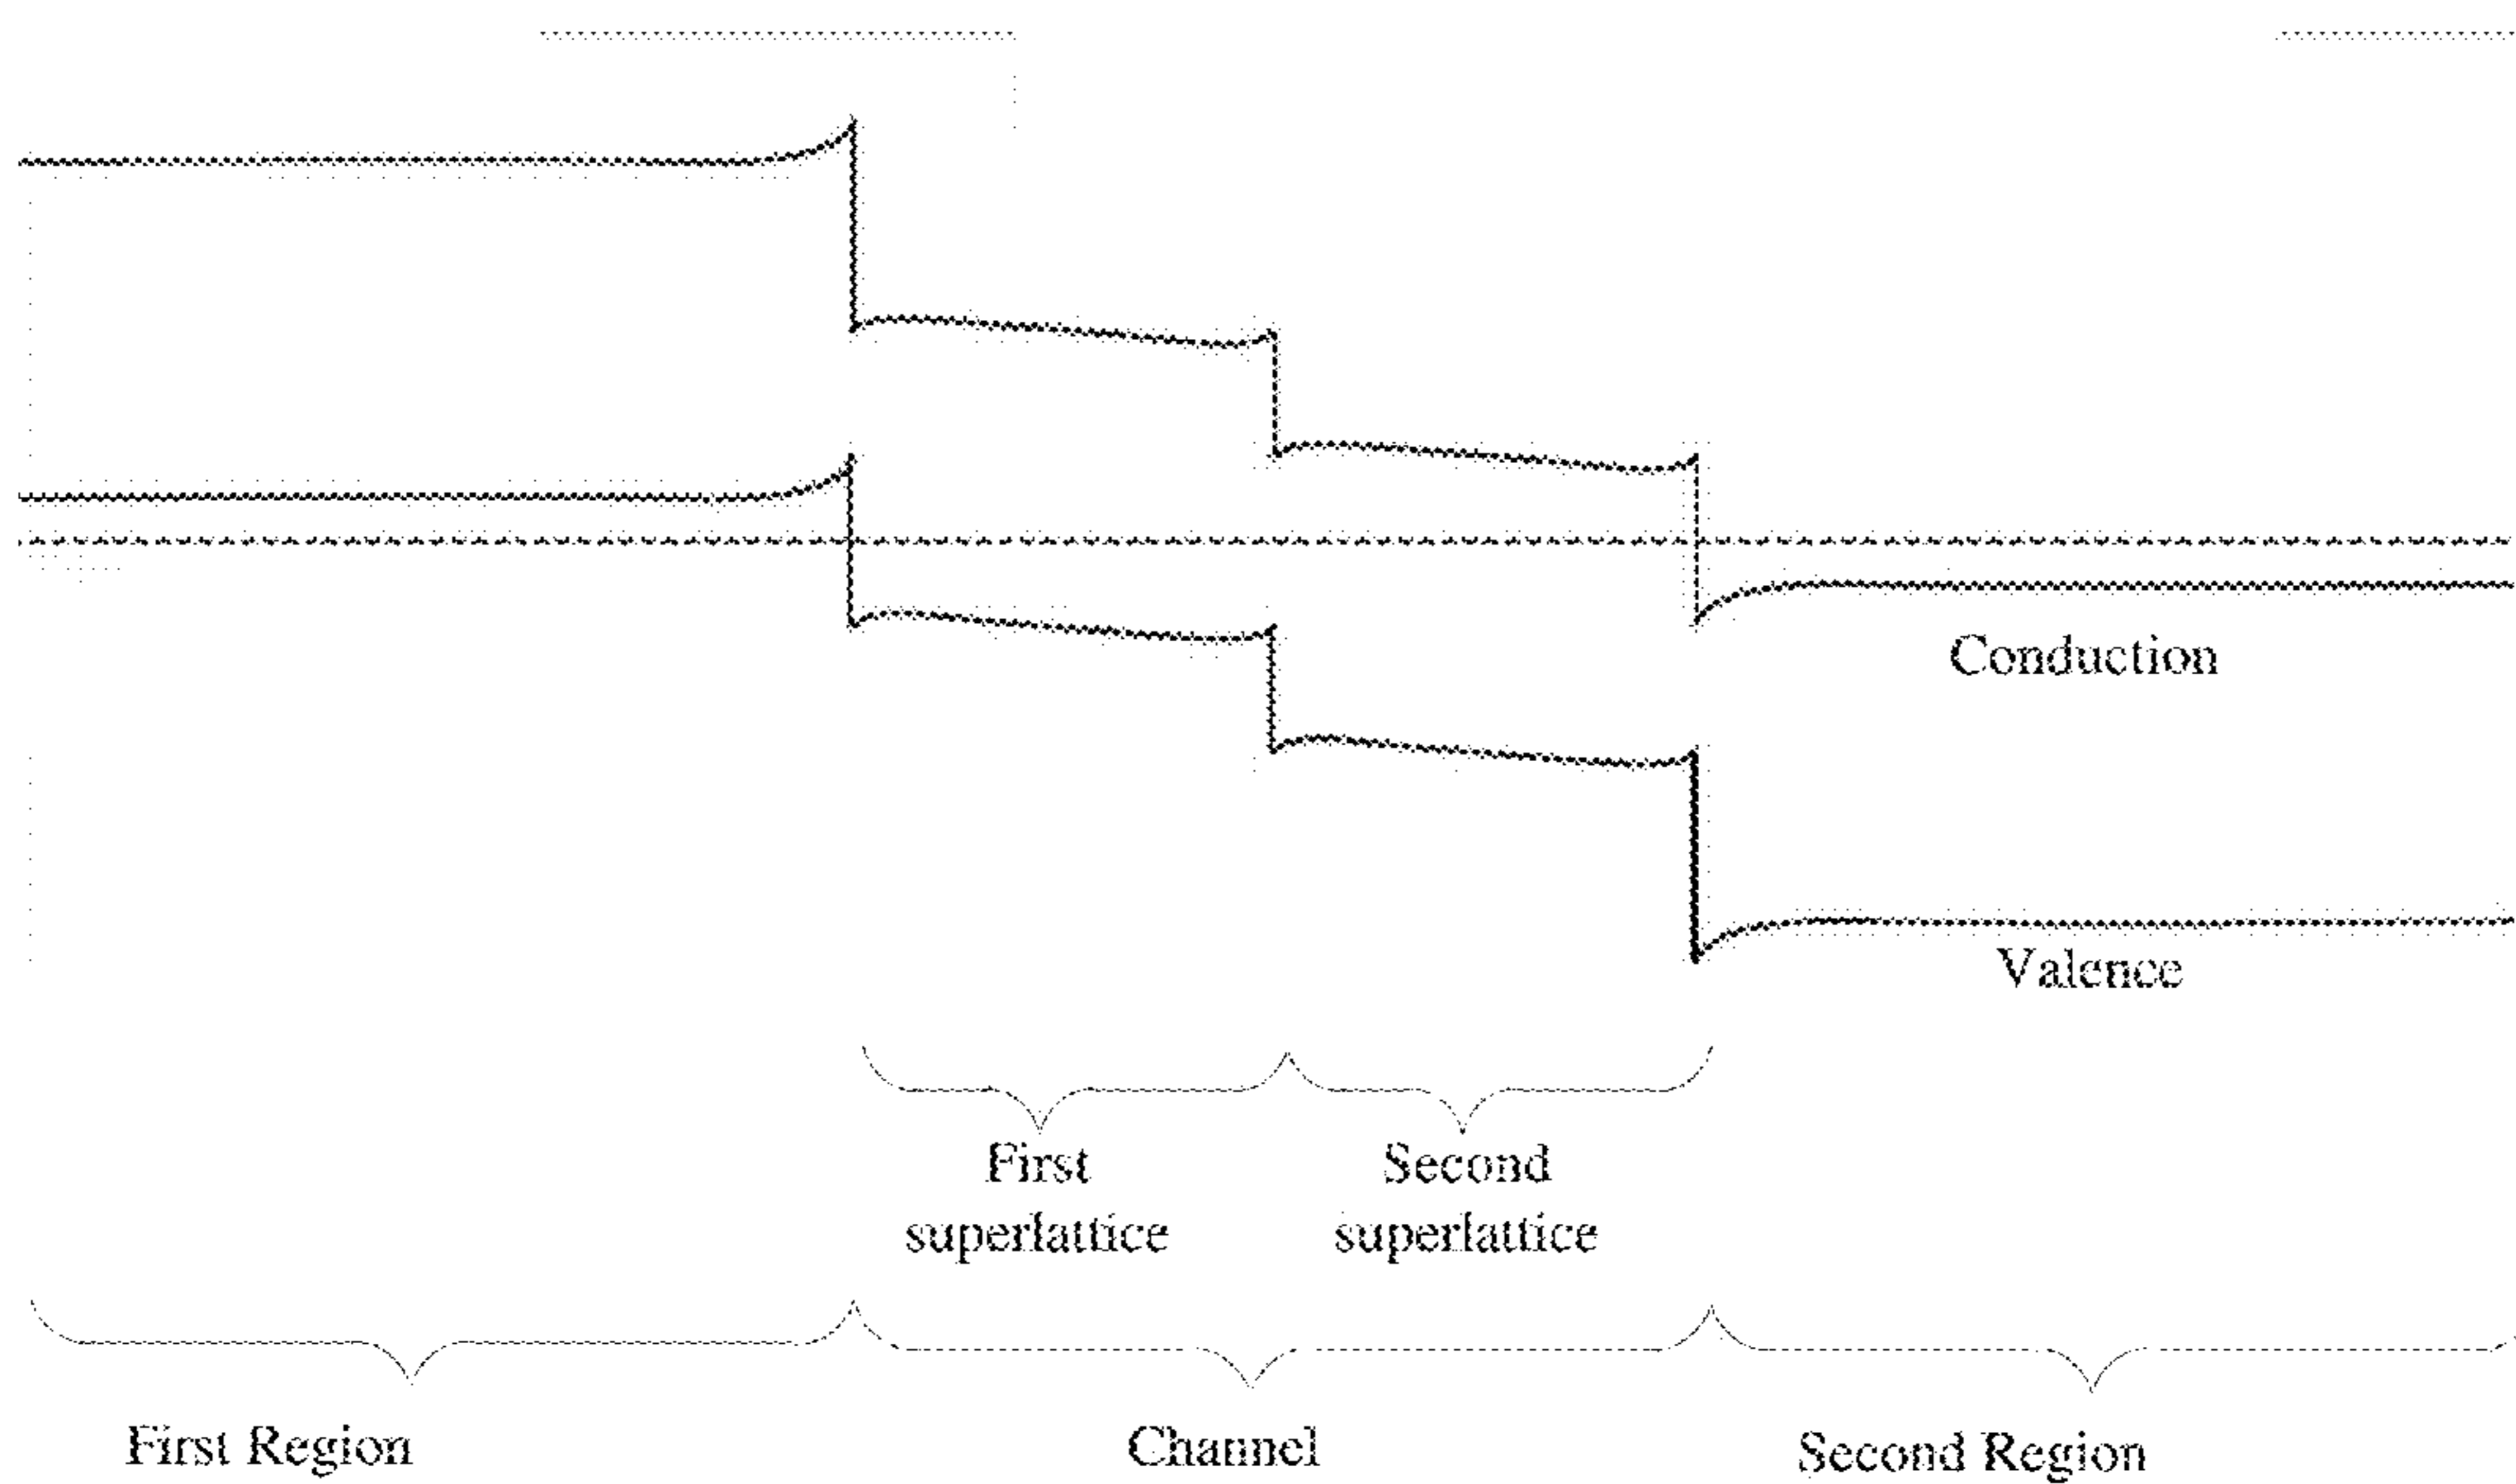 Conduction
Valence
First
superlattice
Second
superlattice
First Region
Channel
Second Region